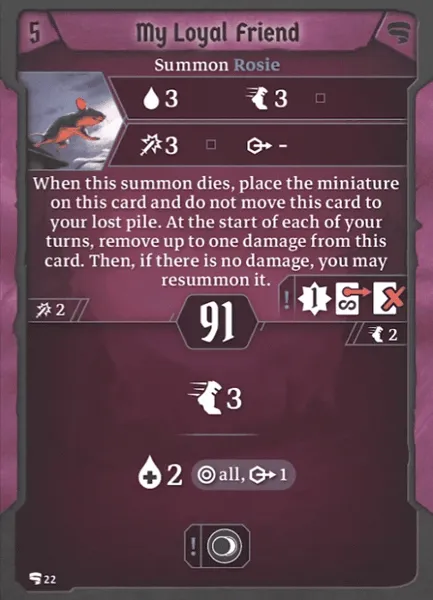 5 My Loyal Friend
Summon Rosie
3 3
3 -
When this summon dies, place the miniature
on this card and do not move this card to
your lost pile. At the start of each of your
turns, remove up to one damage from this
card. Then, if there is no damage, you may
resummon it.
! 1
2 91 2
3
2 all, 1
22